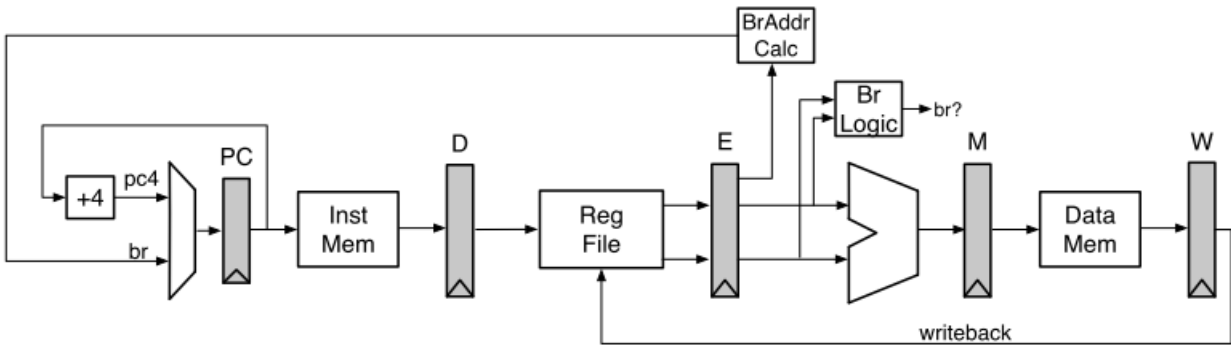 BrAddr
Calc
Br
Logic
br?
PC
D
E
M
W
+4
pc4
br
Inst
Mem
Reg
File
Data
Mem
writeback